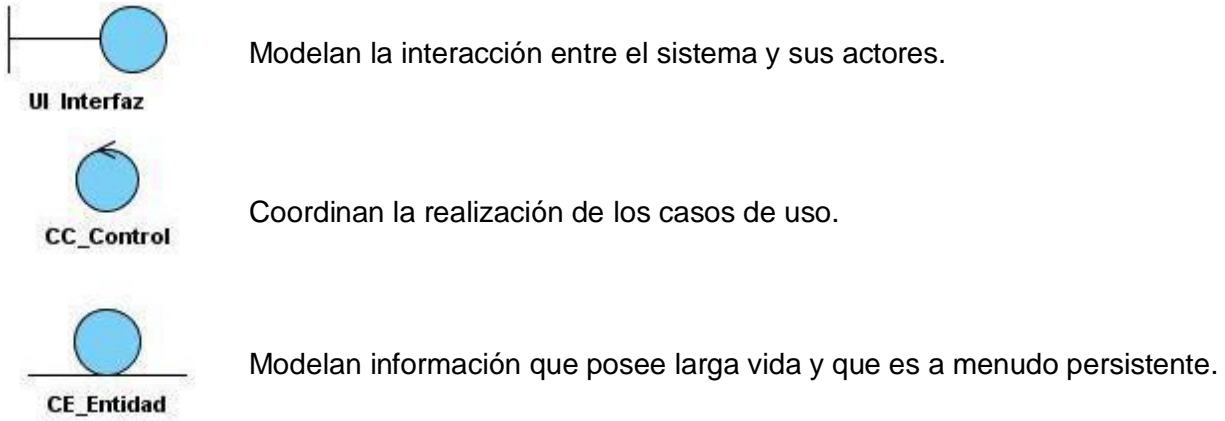 Modelan la interacción entre el sistema y sus actores.
UI Interfaz
Coordinan la realización de los casos de uso.
CC_Control
Modelan información que posee larga vida y que es a menudo persistente.
CE_Entidad